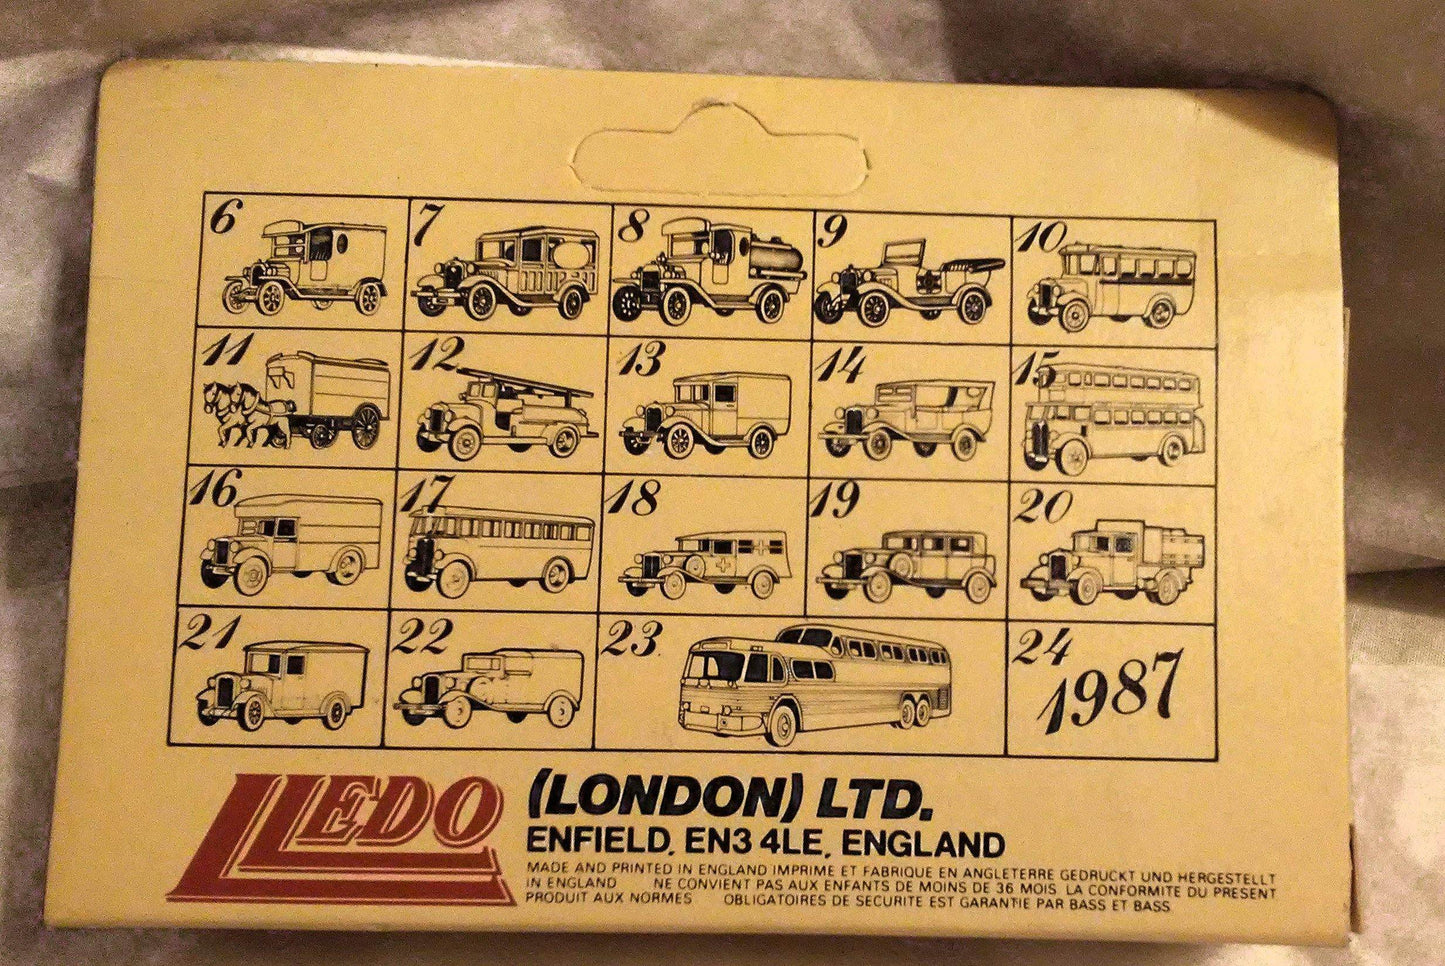 6 7 8 9 10
11 12 13 14 15
16 17 18 19 20
21 22 23 24 1987
LLEDO (LONDON) LTD.
ENFIELD, EN3 4LE, ENGLAND
MADE AND PRINTED IN ENGLAND IMPRIME ET FABRIQUE EN ANGLETERRE GEDRUCKT UND HERGESTELLT
IN ENGLAND NE CONVIENT PAS AUX ENFANTS DE MOINS DE 36 MOIS LA CONFORMITE DU PRESENT
PRODUIT AUX NORMES OBLIGATOIRES DE SECURITE EST GARANTIE PAR BASS ET BASS